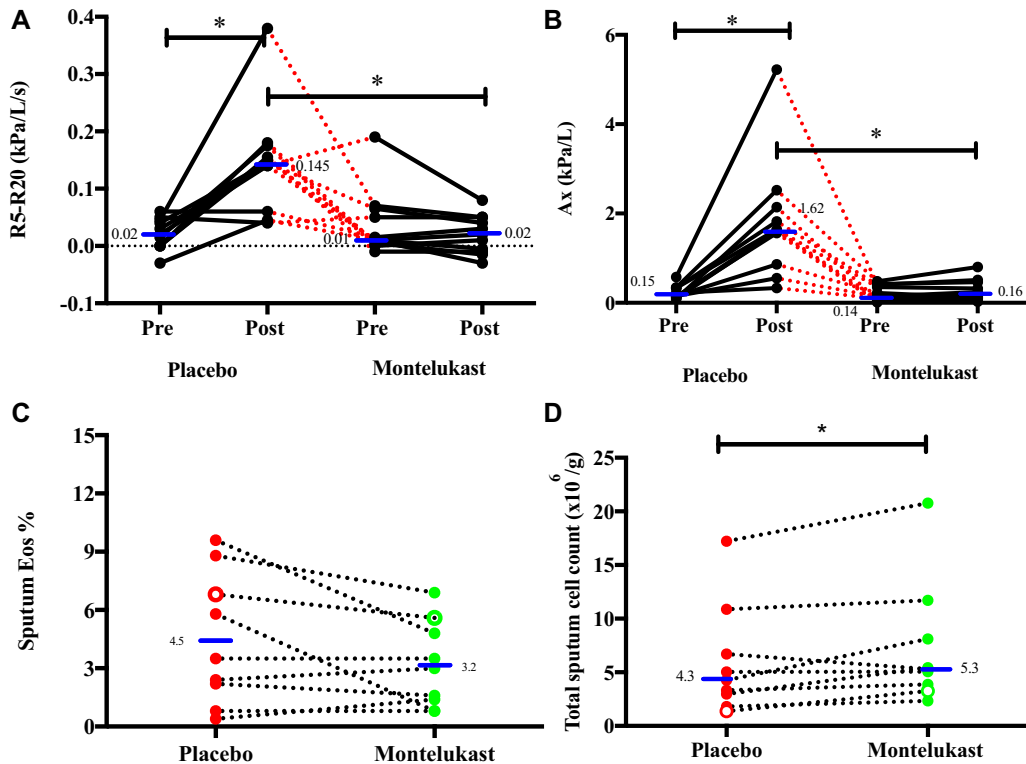 A
R5-R20 (kPa/L/s)
0.4
0.3
0.2
0.1
0.0
-0.1
*
*
0.02
0.145
0.01
0.02
Pre
Post
Pre
Post
Placebo
Montelukast
B
Ax (kPa/L)
6
4
2
0
*
*
0.15
1.62
0.14
0.16
Pre
Post
Pre
Post
Placebo
Montelukast
C
Sputum Eos %
15
12
9
6
3
0
4.5
3.2
Placebo
Montelukast
D
Total sputum cell count (x10 6 /g)
25
20
15
10
5
0
*
4.3
5.3
Placebo
Montelukast